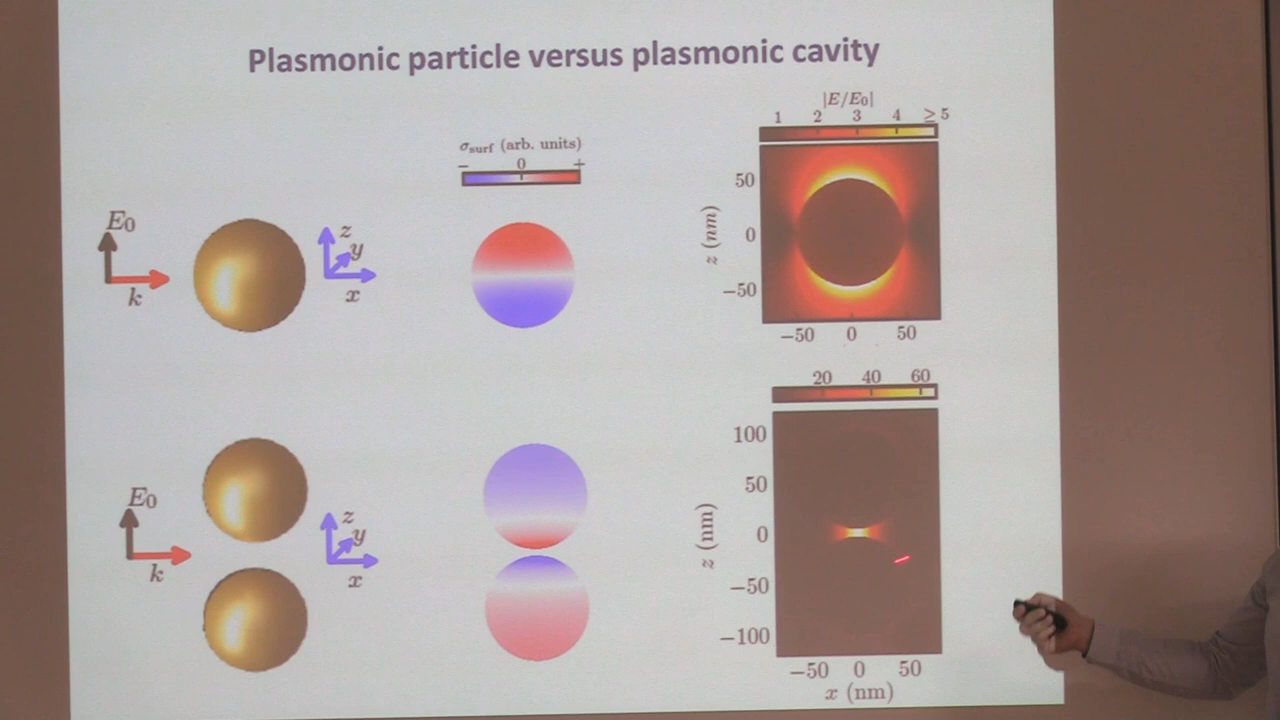 Plasmonic particle versus plasmonic cavity
|E/E₀|
1 2 3 4 ≥ 5
σsurf (arb. units)
− 0 +
E₀
k
z
y
x
50
0
−50
z (nm)
−50 0 50
20 40 60
E₀
k
z
y
x
100
50
0
−50
−100
z (nm)
−50 0 50
x (nm)